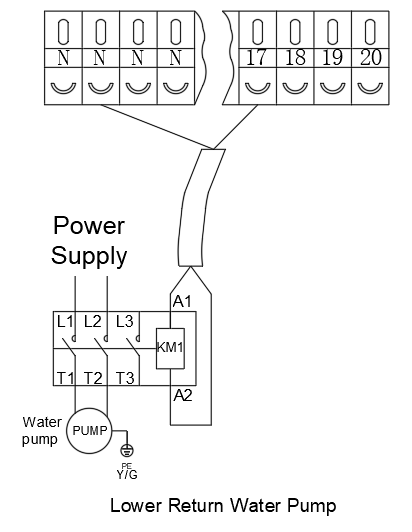 N N N N 17 18 19 20
Power
Supply
A1
L1 L2 L3
KM1
T1 T2 T3
A2
Water
pump
PUMP
PE
Y/G
Lower Return Water Pump